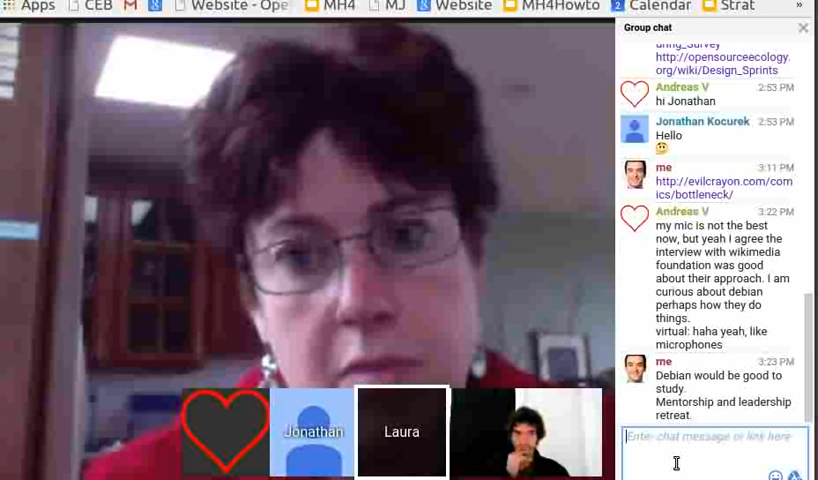 Apps CEB Website - Ope MH4 MJ Website MH4Howto 2 Calendar Strat »
Group chat
uring_Survey
http://opensourceecology.
org/wiki/Design_Sprints
Andreas V 2:53 PM
hi Jonathan
Jonathan Kocurek 2:53 PM
Hello
me 3:11 PM
http://evilcrayon.com/com
ics/bottleneck/
Andreas V 3:22 PM
my mic is not the best
now, but yeah i agree the
interview with wikimedia
foundation was good
about their approach. i am
curious about debian
perhaps how they do
things.
virtual: haha yeah, like
microphones
me 3:23 PM
Debian would be good to
study.
Mentorship and leadership
retreat.
Enter chat message or link here
Jonathan
Laura